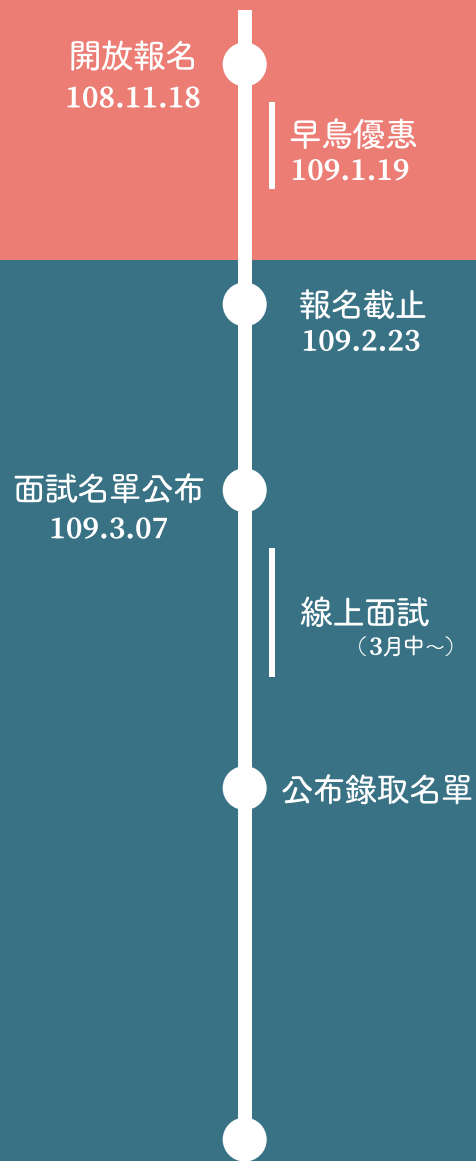 開放報名
108.11.18
早鳥優惠
109.1.19
報名截止
109.2.23
面試名單公布
109.3.07
線上面試
（3月中～）
公布錄取名單